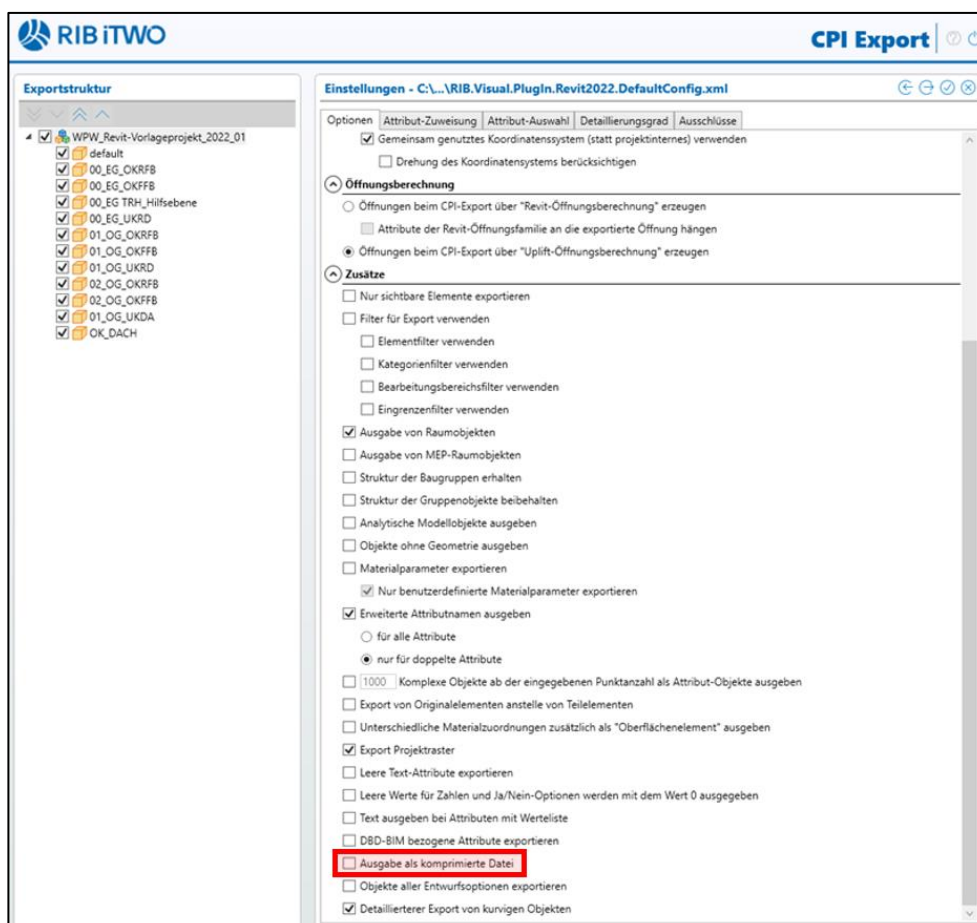 RIB iTWO
CPI Export
Exportstruktur
WPW_Revit-Vorlageprojekt_2022_01
default
00_EG_OKRFB
00_EG_OKFFB
00_EG TRH_Hilfsebene
00_EG_UKRD
01_OG_OKRFB
01_OG_OKFFB
01_OG_UKRD
02_OG_OKRFB
02_OG_OKFFB
01_OG_UKDA
OK_DACH
Einstellungen - C:\...\RIB.Visual.PlugIn.Revit2022.DefaultConfig.xml
Optionen Attribut-Zuweisung Attribut-Auswahl Detaillierungsgrad Ausschlüsse
Gemeinsam genutztes Koordinatenssystem (statt projektinternes) verwenden
Drehung des Koordinatensystems berücksichtigen
Öffnungsberechnung
Öffnungen beim CPI-Export über "Revit-Öffnungsberechnung" erzeugen
Attribute der Revit-Öffnungsfamilie an die exportierte Öffnung hängen
Öffnungen beim CPI-Export über "Uplift-Öffnungsberechnung" erzeugen
Zusätze
Nur sichtbare Elemente exportieren
Filter für Export verwenden
Elementfilter verwenden
Kategorienfilter verwenden
Bearbeitungsbereichsfilter verwenden
Eingrenzenfilter verwenden
Ausgabe von Raumobjekten
Ausgabe von MEP-Raumobjekten
Struktur der Baugruppen erhalten
Struktur der Gruppenobjekte beibehalten
Analytische Modellobjekte ausgeben
Objekte ohne Geometrie ausgeben
Materialparameter exportieren
Nur benutzerdefinierte Materialparameter exportieren
Erweiterte Attributnamen ausgeben
für alle Attribute
nur für doppelte Attribute
1000 Komplexe Objekte ab der eingegebenen Punktanzahl als Attribut-Objekte ausgeben
Export von Originalelementen anstelle von Teilelementen
Unterschiedliche Materialzuordnungen zusätzlich als "Oberflächenelement" ausgeben
Export Projektraster
Leere Text-Attribute exportieren
Leere Werte für Zahlen und Ja/Nein-Optionen werden mit dem Wert 0 ausgegeben
Text ausgeben bei Attributen mit Werteliste
DBD-BIM bezogene Attribute exportieren
Ausgabe als komprimierte Datei
Objekte aller Entwurfsoptionen exportieren
Detaillierterer Export von kurvigen Objekten